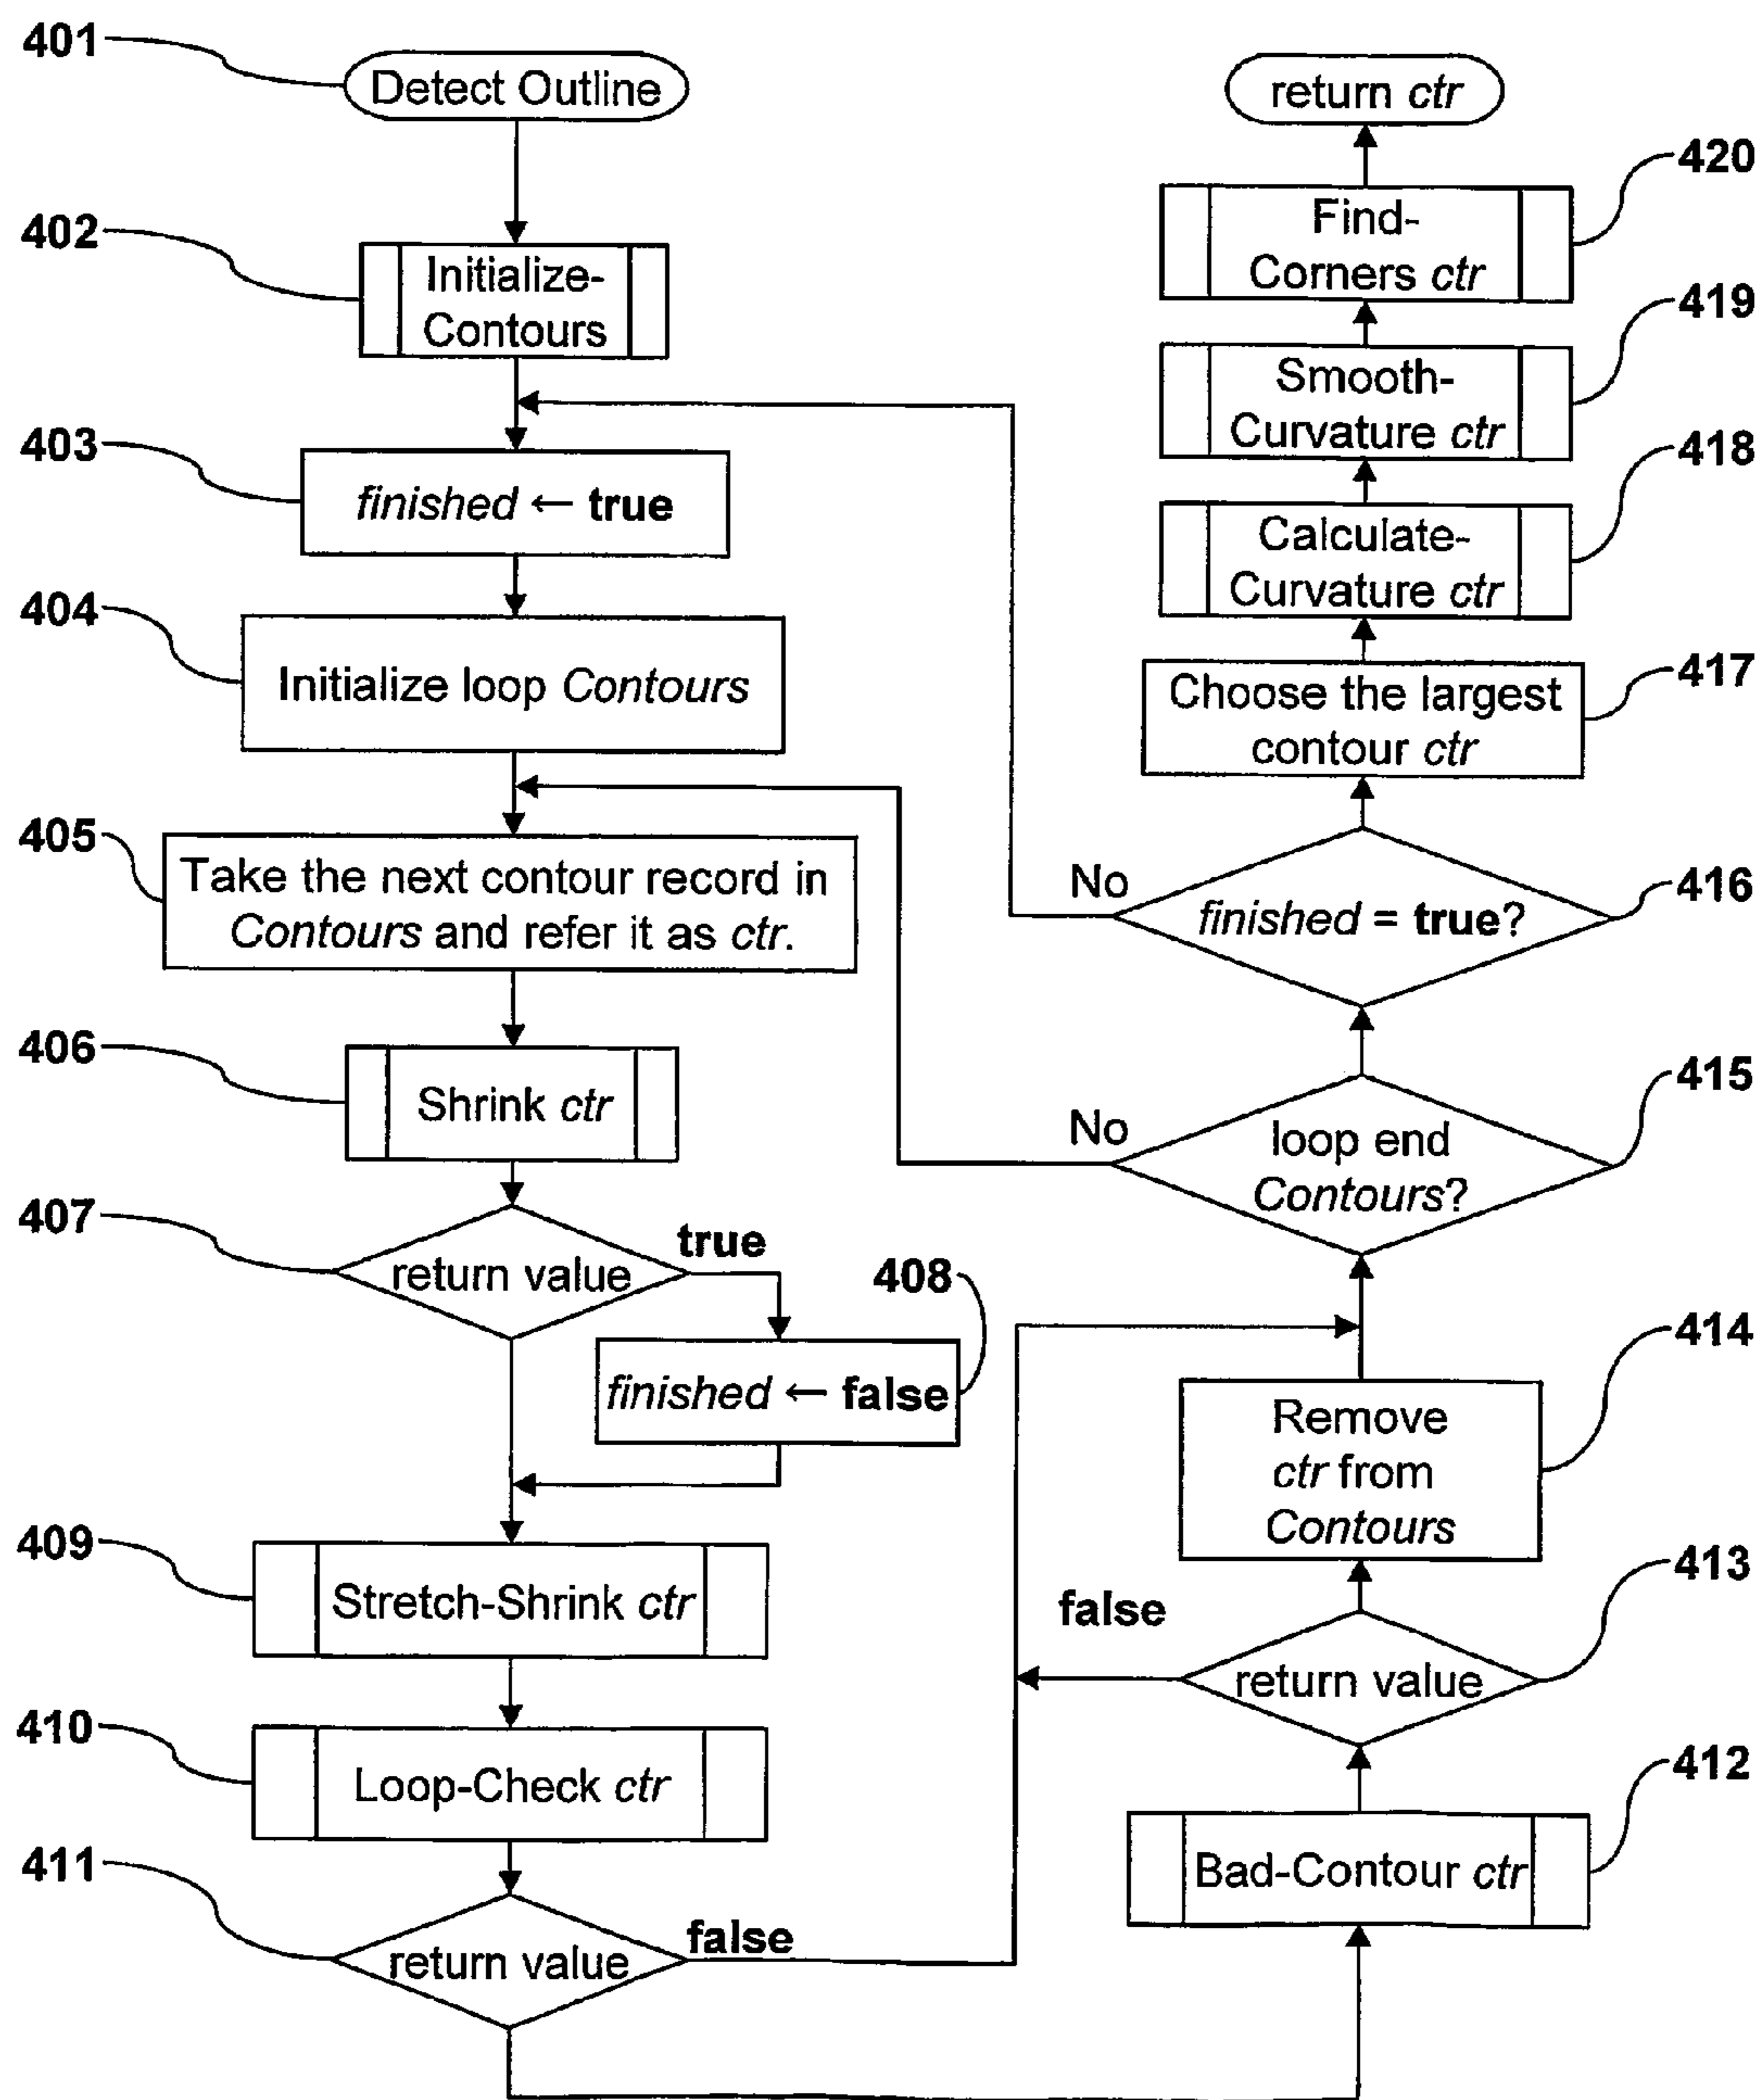 401
Detect Outline
402
Initialize-
Contours
403
finished ← true
404
Initialize loop Contours
405
Take the next contour record in
Contours and refer it as ctr.
406
Shrink ctr
407
return value
true
408
finished ← false
409
Stretch-Shrink ctr
410
Loop-Check ctr
411
return value
false
412
Bad-Contour ctr
413
return value
false
414
Remove
ctr from
Contours
415
loop end
Contours?
No
416
finished = true?
No
417
Choose the largest
contour ctr
418
Calculate-
Curvature ctr
419
Smooth-
Curvature ctr
420
Find-
Corners ctr
return ctr